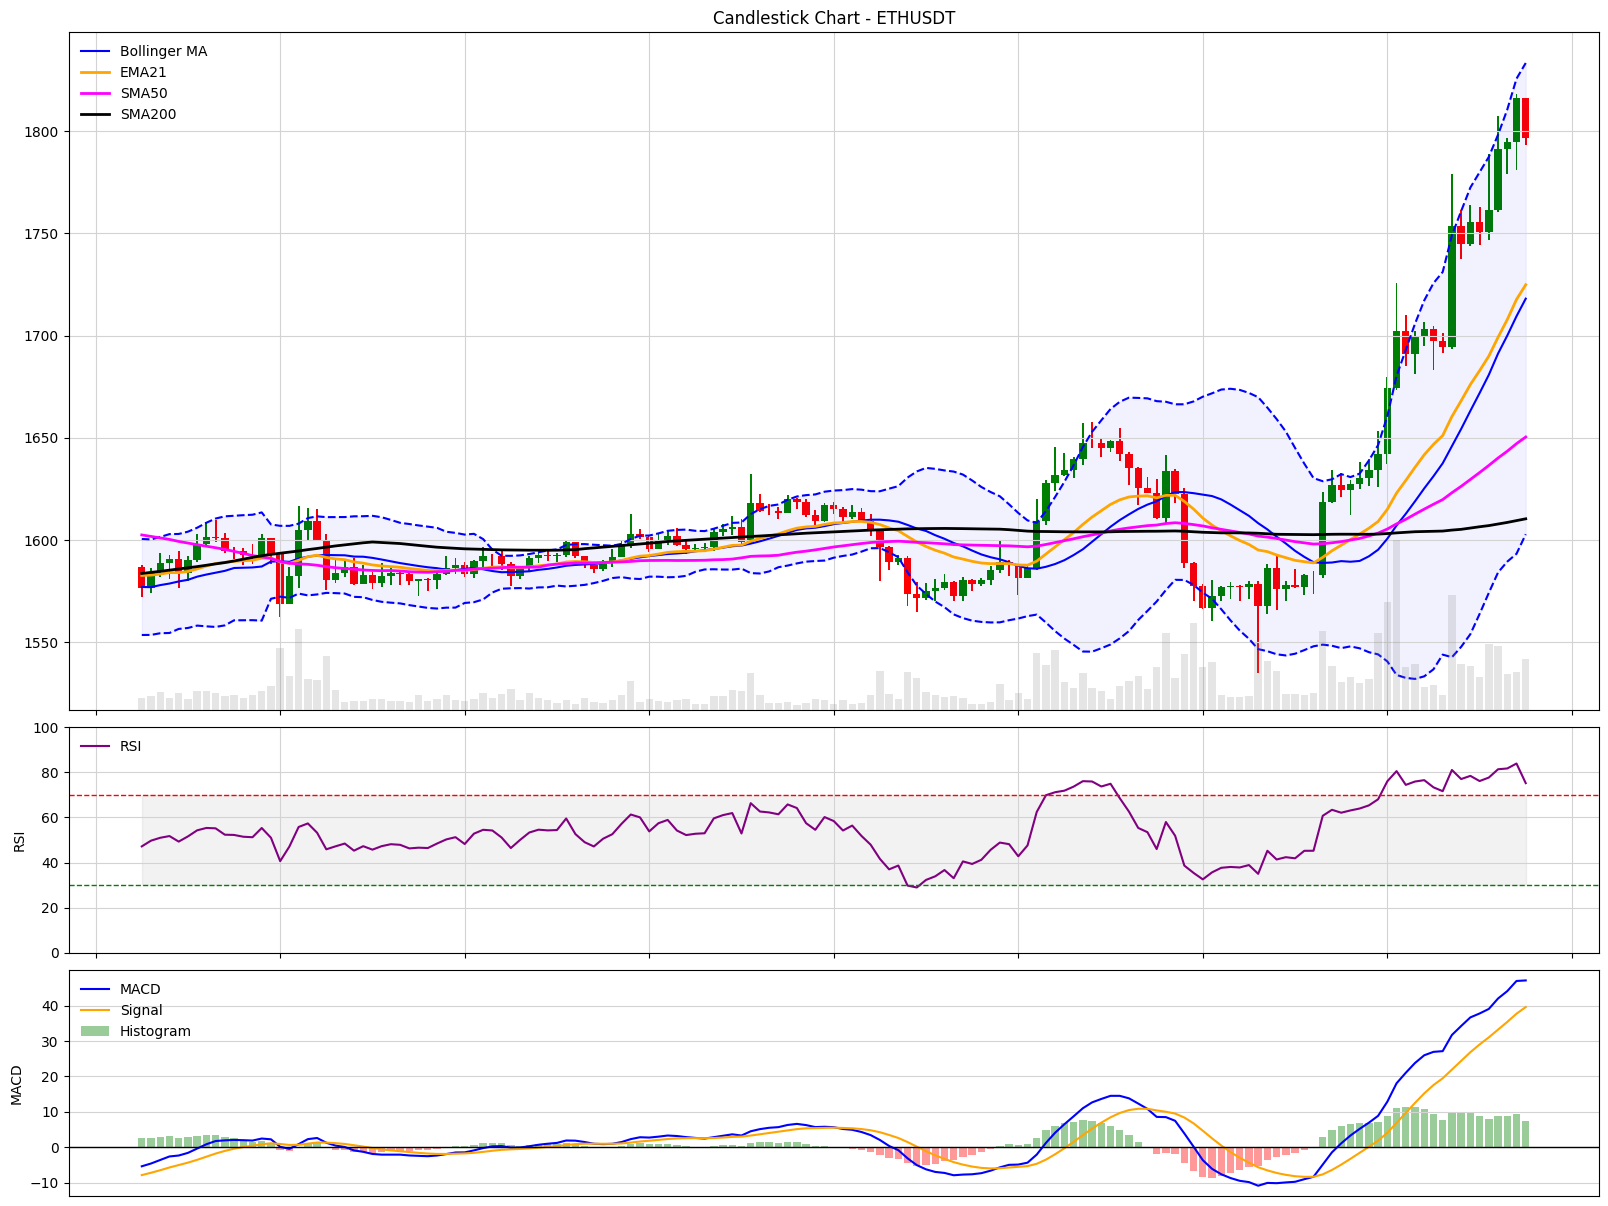 Candlestick Chart - ETHUSDT
Bollinger MA
EMA21
SMA50
SMA200
1800
1750
1700
1650
1600
1550
RSI
100
80
60
40
20
0
RSI
MACD
Signal
Histogram
40
30
20
10
0
−10
MACD